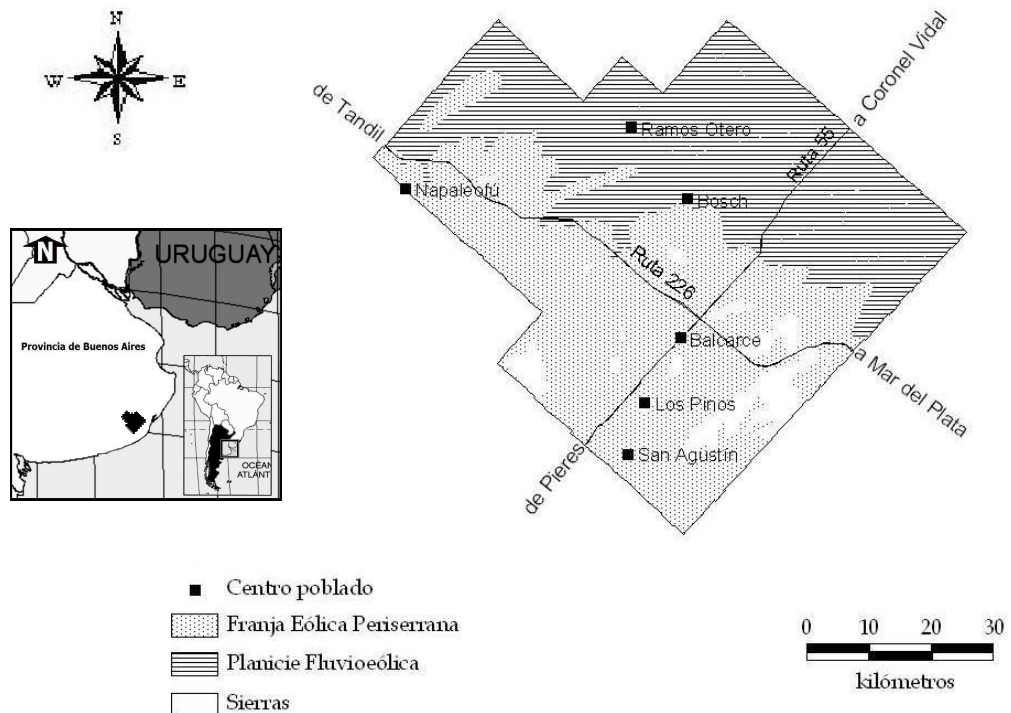 N
W
E
S
de Tandil
a Coronel Vidal
Ramos Otero
Ruta 55
Napaleofú
Bosch
N
URUGUAY
Ruta 226
Provincia de Buenos Aires
Balcarce
a Mar del Plata
Los Pinos
San Agustín
de Pieres
OCEAN
ATLÁNT
Centro poblado
Franja Eólica Periserrana
Planicie Fluvioeólica
Sierras
0 10 20 30
kilómetros